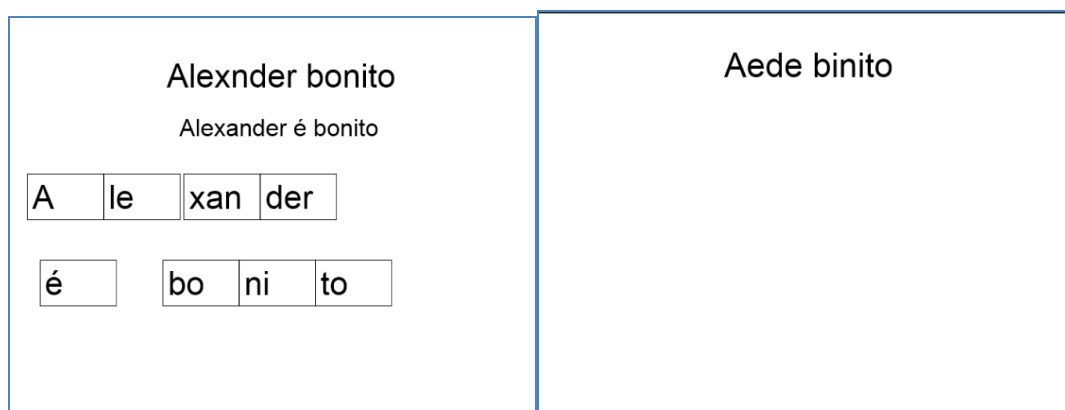 Alexnder bonito
Alexander é bonito
A le xan der
é bo ni to
Aede binito